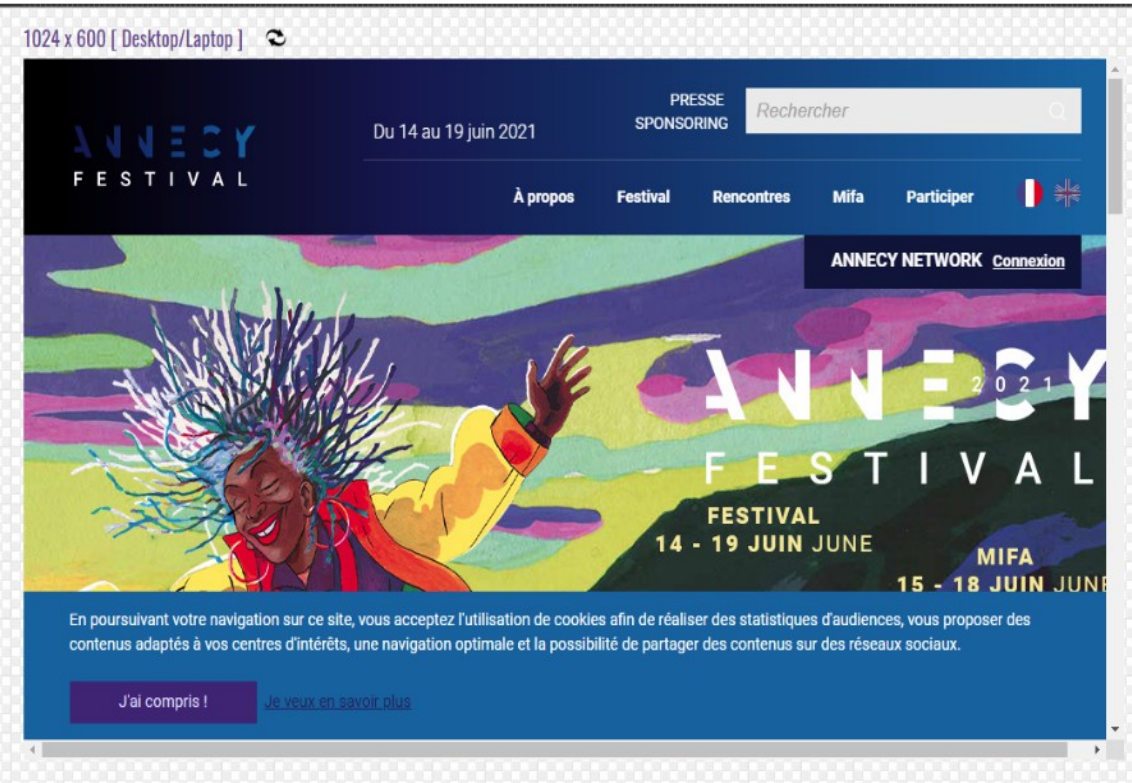 1024 x 600 [ Desktop/Laptop ]
ANNECY
FESTIVAL
Du 14 au 19 juin 2021
PRESSE
SPONSORING
Rechercher
À propos
Festival
Rencontres
Mifa
Participer
ANNECY NETWORK Connexion
ANNECY
2021
FESTIVAL
FESTIVAL
14 - 19 JUIN JUNE
MIFA
15 - 18 JUIN JUNE
En poursuivant votre navigation sur ce site, vous acceptez l'utilisation de cookies afin de réaliser des statistiques d'audiences, vous proposer des
contenus adaptés à vos centres d'intérêts, une navigation optimale et la possibilité de partager des contenus sur des réseaux sociaux.
J'ai compris !
Je veux en savoir plus